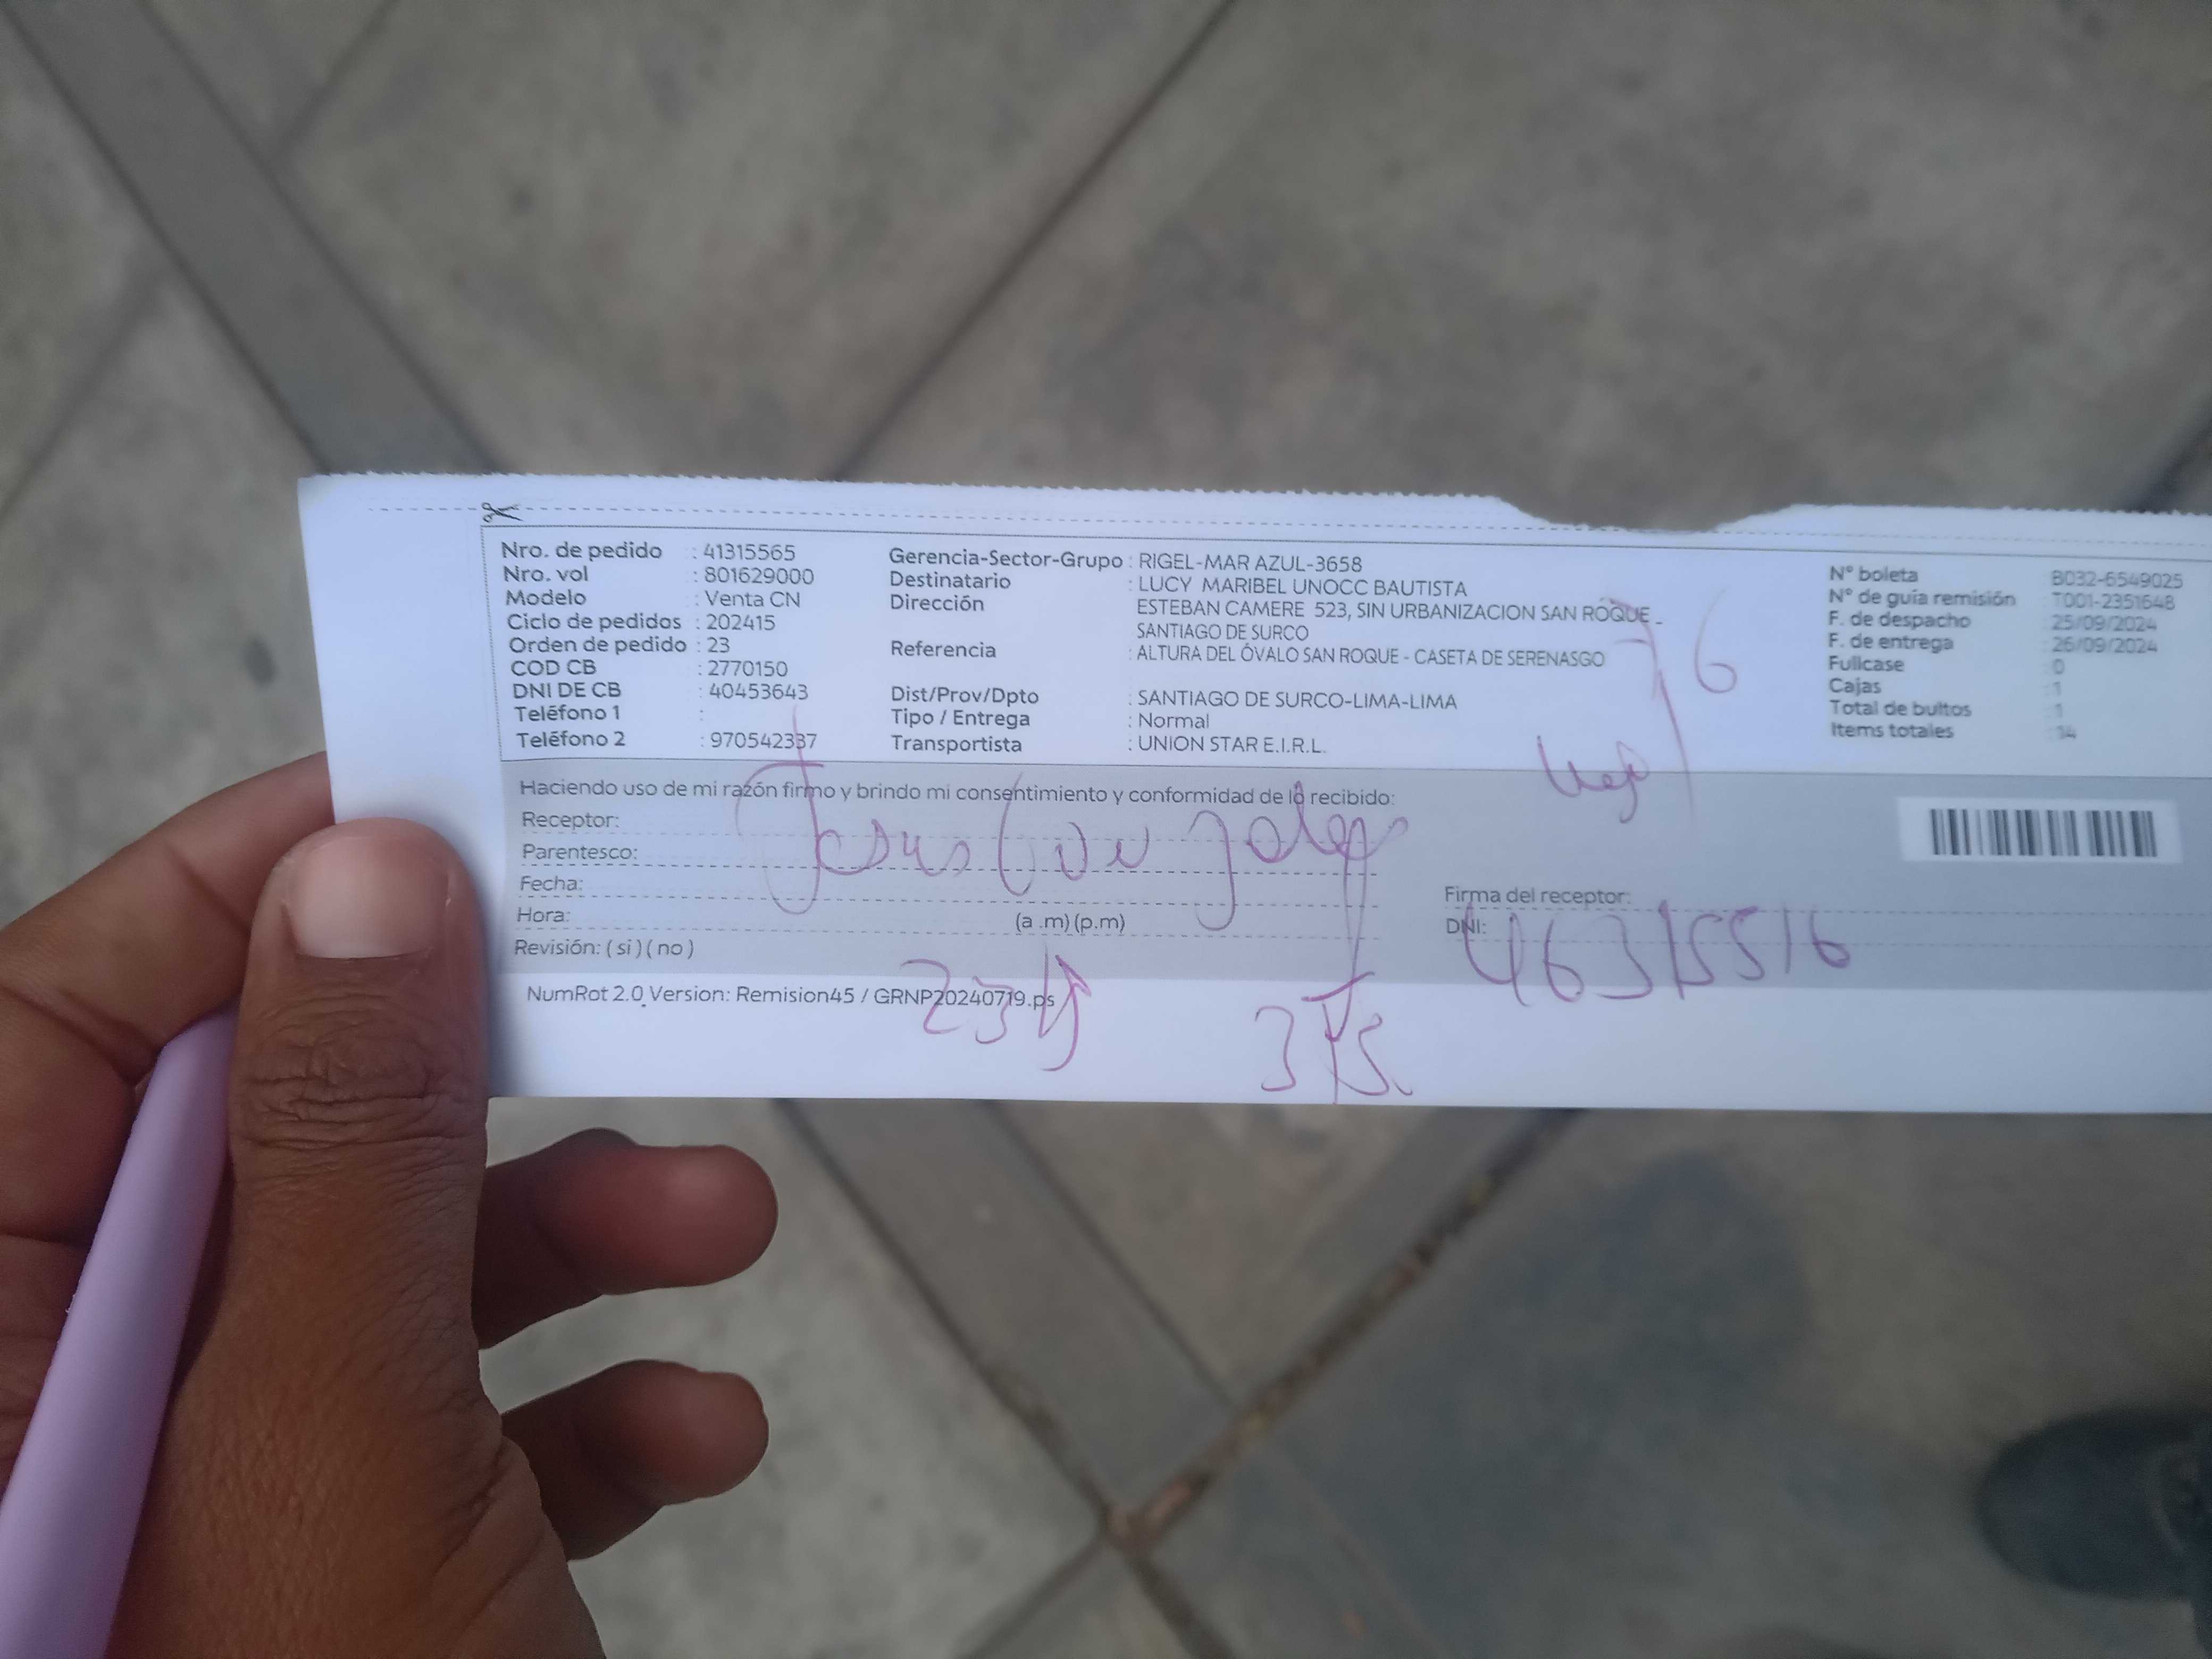 Nro. de pedido : 41315565
Nro. vol : 801629000
Modelo : Venta CN
Ciclo de pedidos : 202415
Orden de pedido : 23
COD CB : 2770150
DNI DE CB : 40453643
Teléfono 1 :
Teléfono 2 : 970542337
Gerencia-Sector-Grupo : RIGEL-MAR AZUL-3658
Destinatario : LUCY MARIBEL UNOCC BAUTISTA
Dirección ESTEBAN CAMERE 523, SIN URBANIZACION SAN ROQUE _
SANTIAGO DE SURCO
Referencia : ALTURA DEL ÓVALO SAN ROQUE - CASETA DE SERENASGO
Dist/Prov/Dpto : SANTIAGO DE SURCO-LIMA-LIMA
Tipo / Entrega : Normal
Transportista : UNION STAR E.I.R.L.
N° boleta B032-6549025
N° de guía remisión : T001-2351648
F. de despacho : 25/09/2024
F. de entrega : 26/09/2024
Fullcase : 0
Cajas : 1
Total de bultos : 1
Items totales : 14
76
Haciendo uso de mi razón firmo y brindo mi consentimiento y conformidad de lo recibido:
Receptor:
Jesus Gonzales
Parentesco:
Fecha:
Hora: (a .m) (p.m)
Revisión: ( si ) ( no )
Firma del receptor:
DNI: 46315516
NumRot 2.0 Version: Remision45 / GRNP20240719.ps